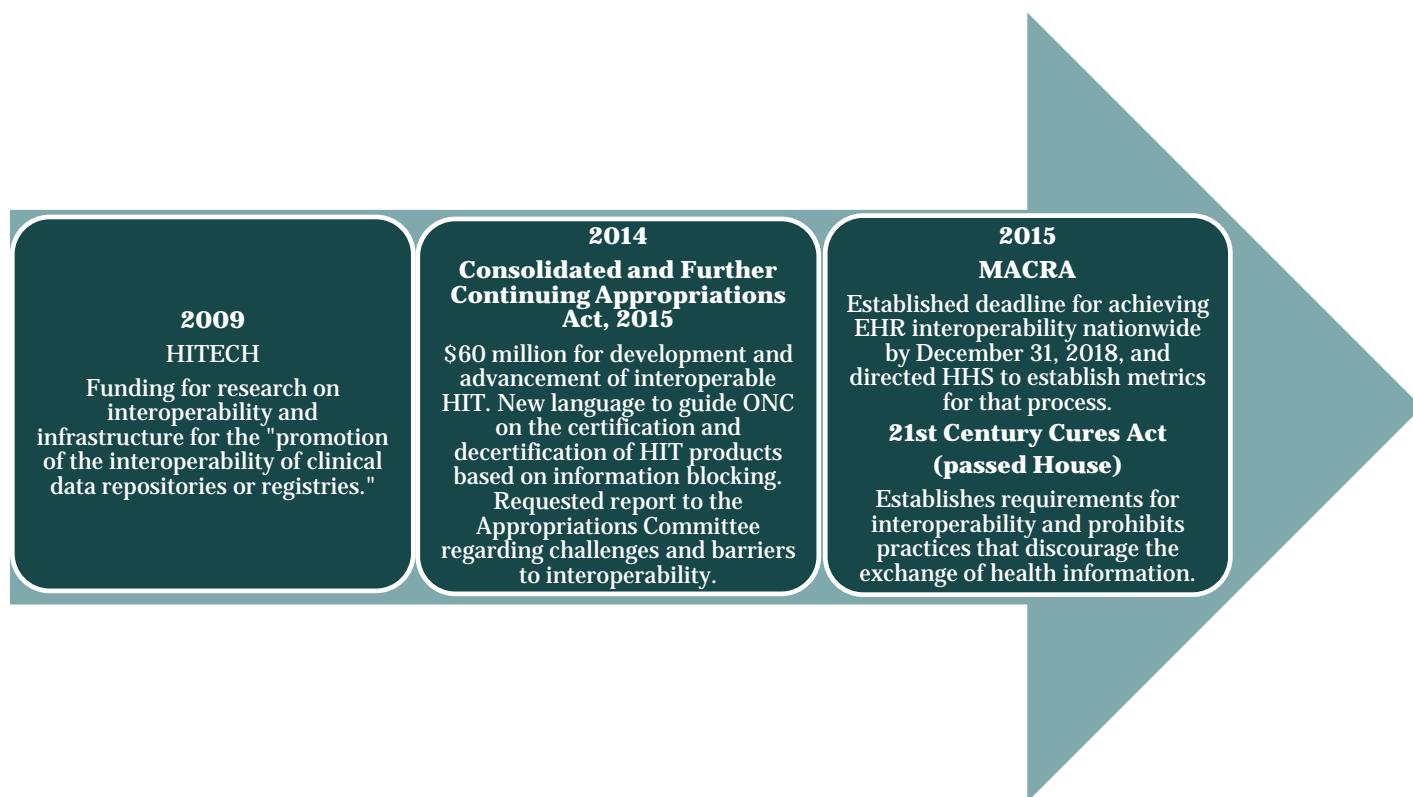 2009
HITECH
Funding for research on
interoperability and
infrastructure for the "promotion
of the interoperability of clinical
data repositories or registries."
2014
Consolidated and Further
Continuing Appropriations
Act, 2015
$60 million for development and
advancement of interoperable
HIT. New language to guide ONC
on the certification and
decertification of HIT products
based on information blocking.
Requested report to the
Appropriations Committee
regarding challenges and barriers
to interoperability.
2015
MACRA
Established deadline for achieving
EHR interoperability nationwide
by December 31, 2018, and
directed HHS to establish metrics
for that process.
21st Century Cures Act
(passed House)
Establishes requirements for
interoperability and prohibits
practices that discourage the
exchange of health information.